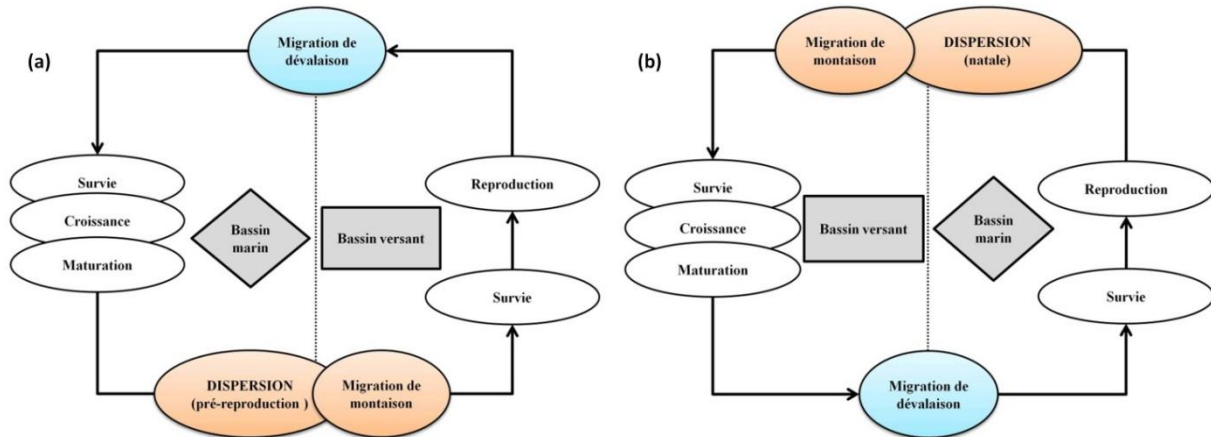 (a)
Migration de
dévalaison
Survie
Croissance
Maturation
Bassin
marin
Bassin versant
Reproduction
Survie
DISPERSION
(pré-reproduction )
Migration de
montaison
(b)
Migration de
montaison
DISPERSION
(natale)
Survie
Croissance
Maturation
Bassin versant
Bassin
marin
Reproduction
Survie
Migration de
dévalaison